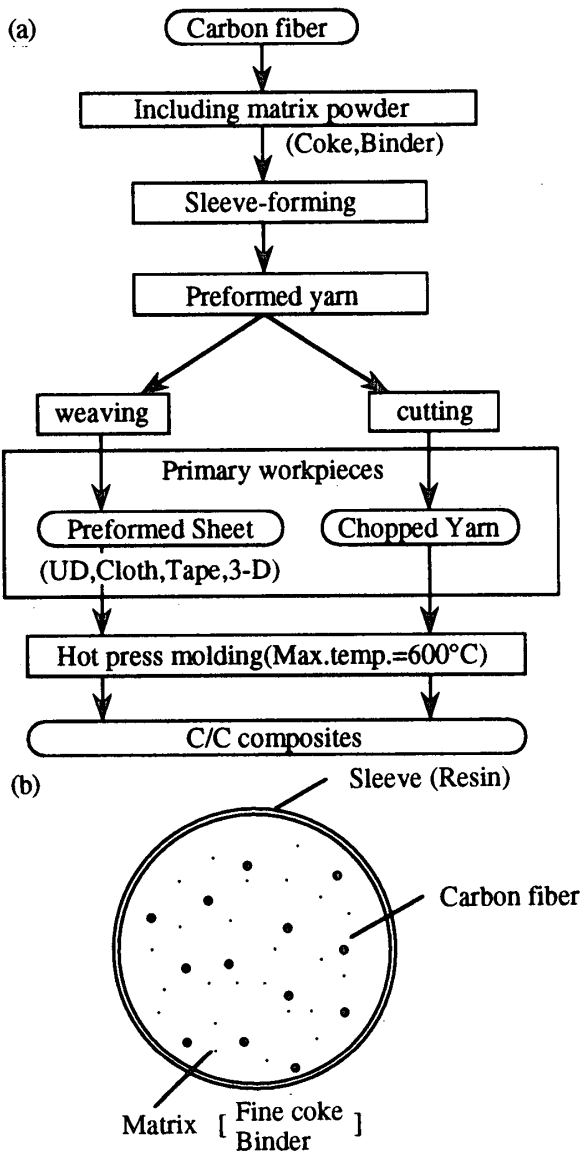 (a)
Carbon fiber
Including matrix powder
(Coke,Binder)
Sleeve-forming
Preformed yarn
weaving
cutting
Primary workpieces
Preformed Sheet
Chopped Yarn
(UD,Cloth,Tape,3-D)
Hot press molding(Max.temp.=600°C)
C/C composites
(b)
Sleeve (Resin)
Carbon fiber
Matrix [ Fine coke
Binder ]